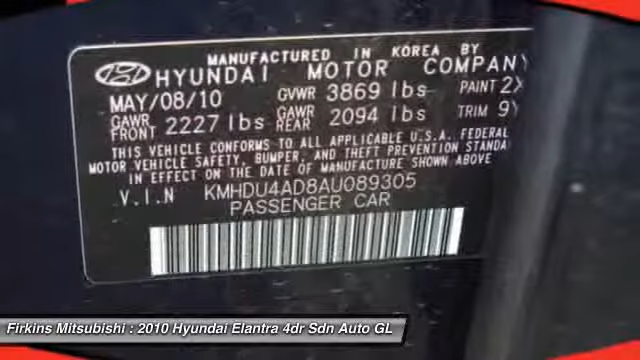 MANUFACTURED IN KOREA BY
HYUNDAI MOTOR COMPANY
MAY/08/10 GVWR 3869 lbs PAINT 2X
GAWR FRONT 2227 lbs GAWR REAR 2094 lbs TRIM 9Y
THIS VEHICLE CONFORMS TO ALL APPLICABLE U.S.A. FEDERAL
MOTOR VEHICLE SAFETY, BUMPER, AND THEFT PREVENTION STANDA
IN EFFECT ON THE DATE OF MANUFACTURE SHOWN ABOVE
V.I.N KMHDU4AD8AU089305
PASSENGER CAR
Firkins Mitsubishi : 2010 Hyundai Elantra 4dr Sdn Auto GL